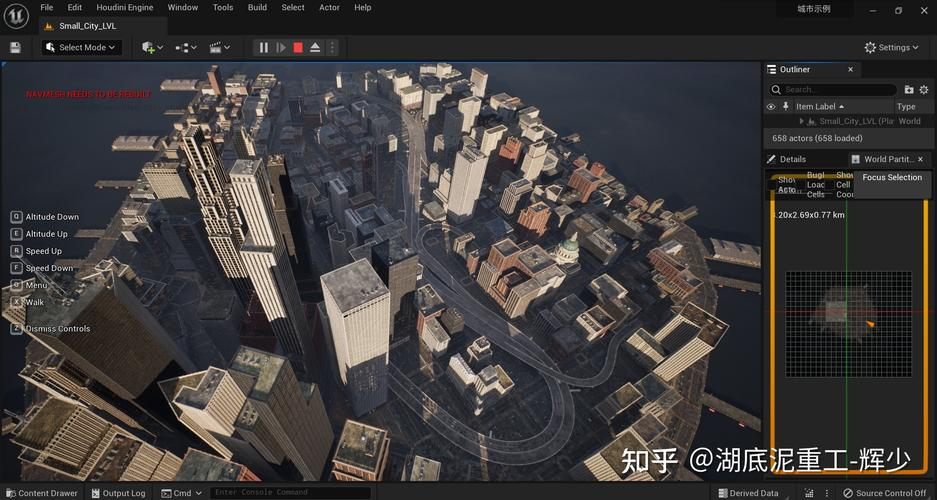 File Edit Houdini Engine Window Tools Build Select Actor Help
城市示例
Small_City_LVL
Select Mode
Settings
Outliner
NAVMESH NEEDS TO BE REBUILT
Search...
Item Label Type
Small_City_LVL (Pla World
658 actors (658 loaded)
Details World Partit...
Focus Selection
Bugl
Load
Cells
Show
Cell
Coor
.20x2.69x0.77 km
Q Altitude Down
E Altitude Up
R Speed Up
F Speed Down
Menu
X Walk
Z Dismiss Controls
知乎 @湖底泥重工-辉少
Content Drawer Output Log Cmd Enter Console Command Derived Data Source Control Off